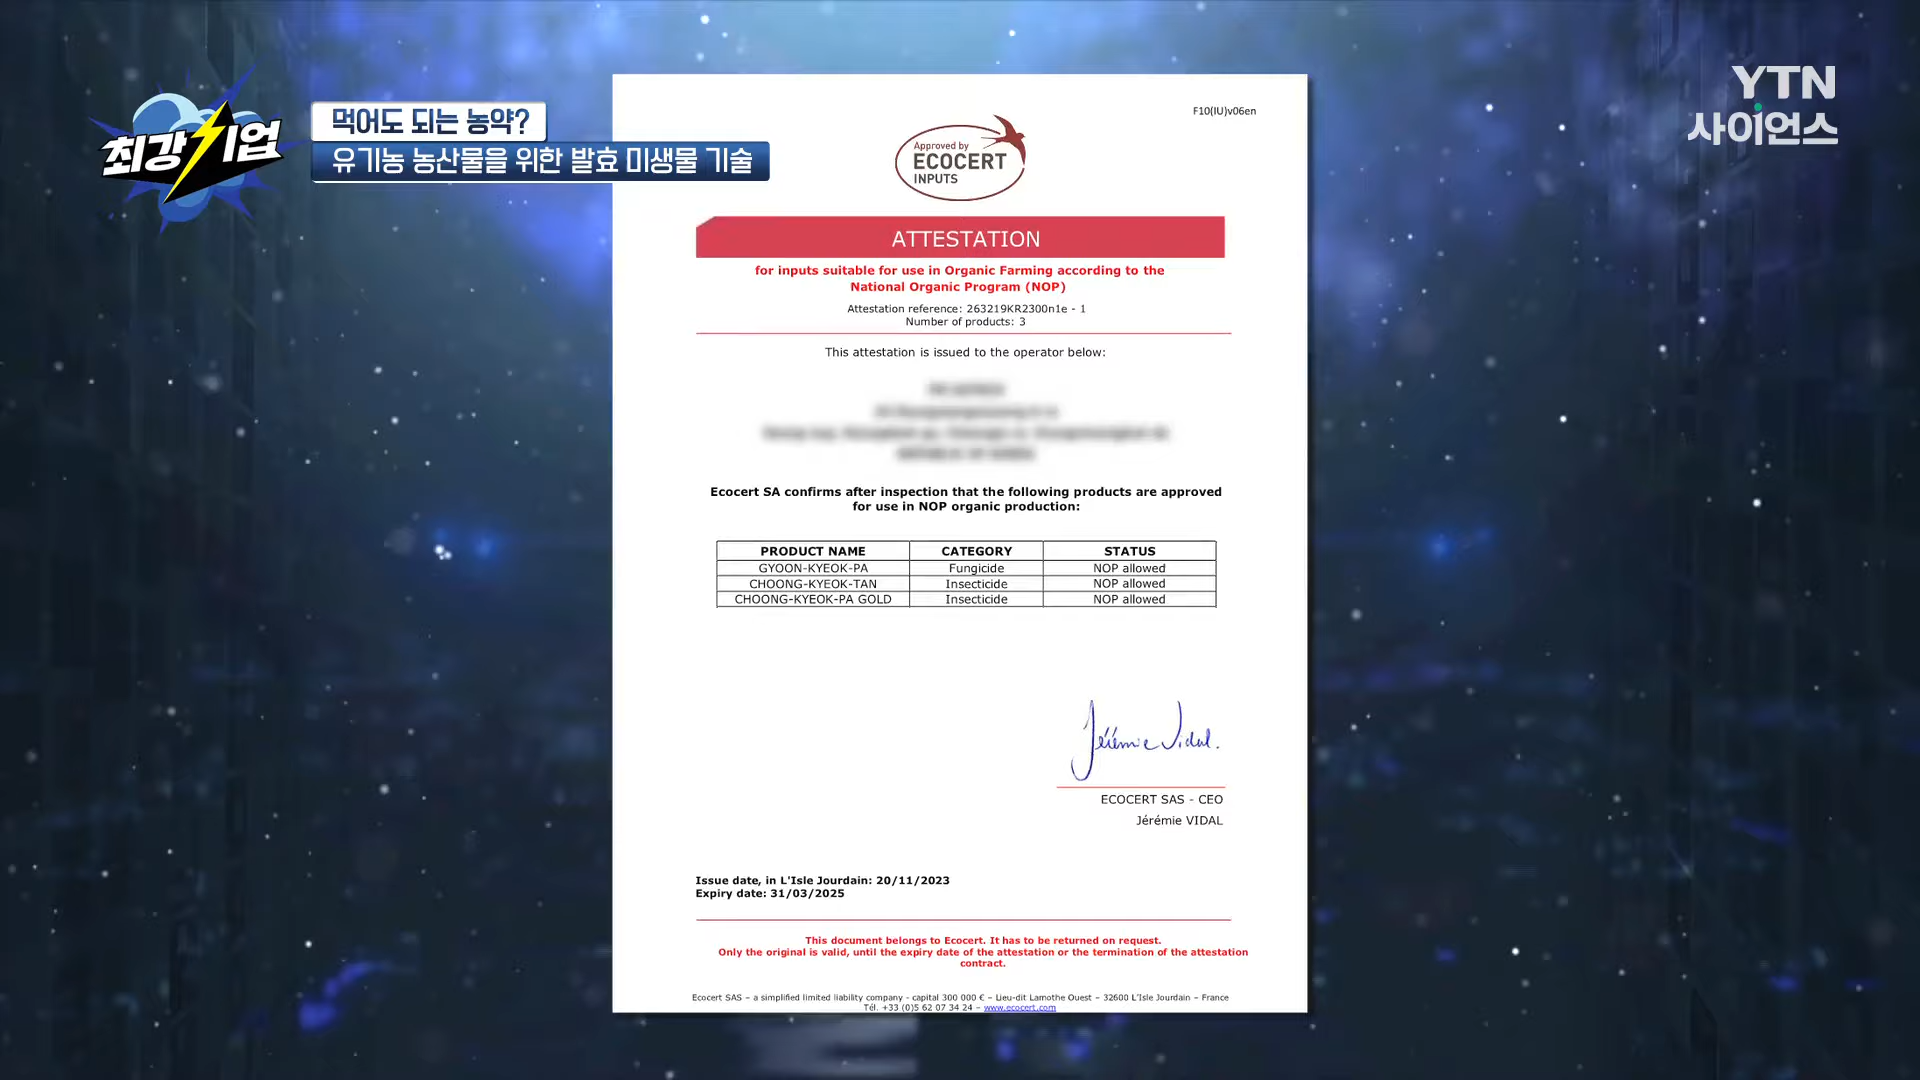 최강기업
먹어도 되는 농약?
유기농 농산물을 위한 발효 미생물 기술
YTN
사이언스
F10(IU)v06en
Approved by
ECOCERT
INPUTS
ATTESTATION
for inputs suitable for use in Organic Farming according to the
National Organic Program (NOP)
Attestation reference: 263219KR2300n1e - 1
Number of products: 3
This attestation is issued to the operator below:
Ecocert SA confirms after inspection that the following products are approved
for use in NOP organic production:
PRODUCT NAME CATEGORY STATUS
GYOON-KYEOK-PA Fungicide NOP allowed
CHOONG-KYEOK-TAN Insecticide NOP allowed
CHOONG-KYEOK-PA GOLD Insecticide NOP allowed
Jérémie Vidal.
ECOCERT SAS - CEO
Jérémie VIDAL
Issue date, in L'Isle Jourdain: 20/11/2023
Expiry date: 31/03/2025
This document belongs to Ecocert. It has to be returned on request.
Only the original is valid, until the expiry date of the attestation or the termination of the attestation
contract.
Ecocert SAS – a simplified limited liability company - capital 300 000 € – Lieu-dit Lamothe Ouest – 32600 L'Isle Jourdain – France
Tél. +33 (0)5 62 07 34 24 – www.ecocert.com